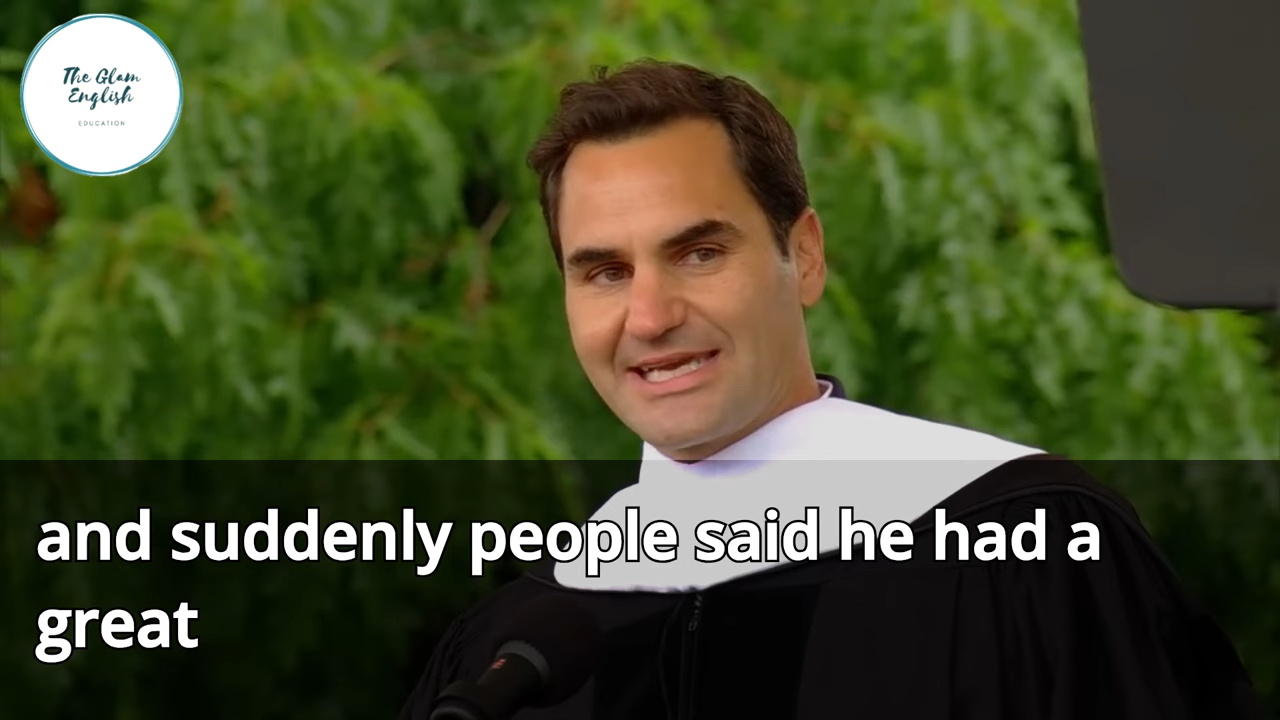 The Glam
English
EDUCATION
and suddenly people said he had a
great